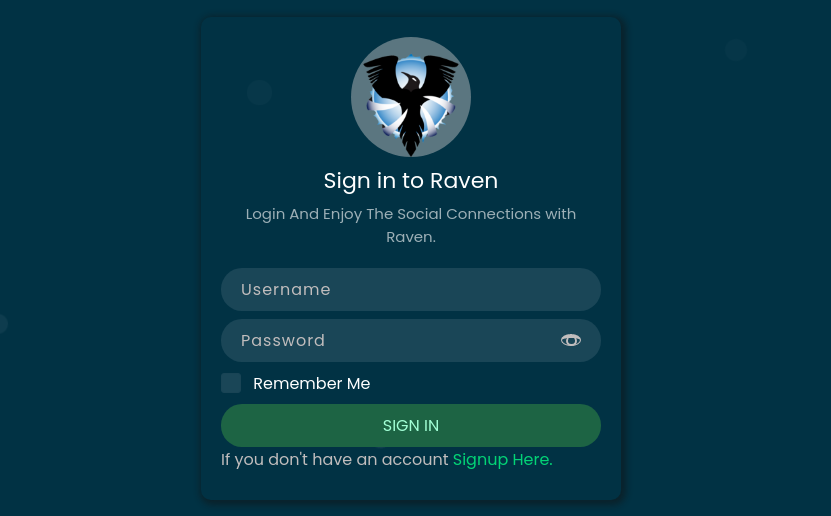 Sign in to Raven
Login And Enjoy The Social Connections with
Raven.
Username
Password
Remember Me
SIGN IN
If you don't have an account Signup Here.